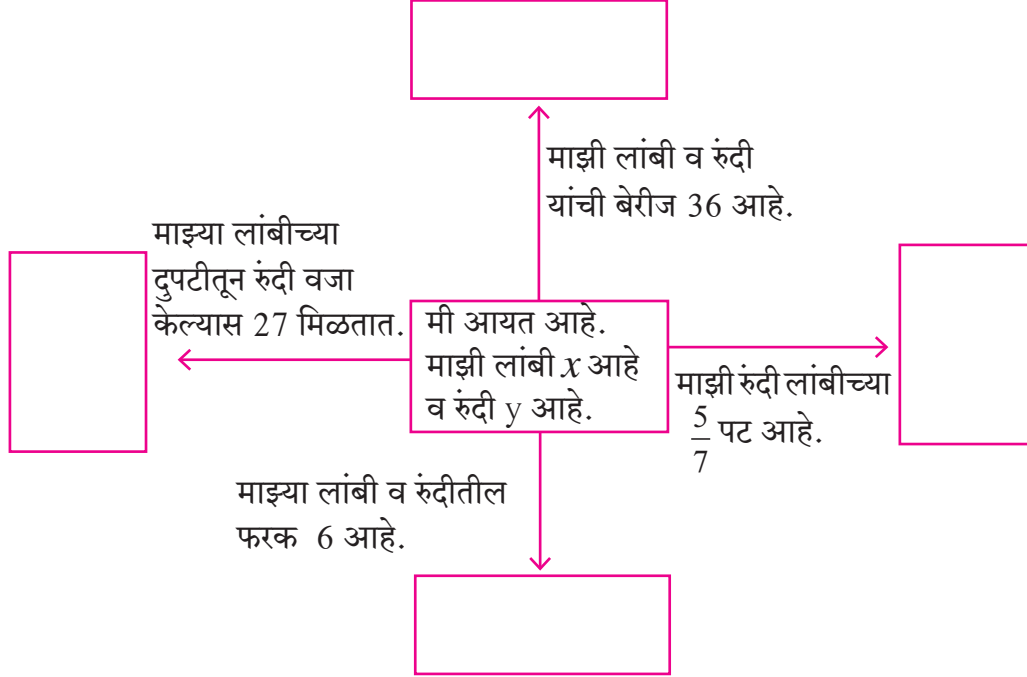 माझी लांबी व रुंदी
यांची बेरीज 36 आहे.
माझ्या लांबीच्या
दुपटीतून रुंदी वजा
केल्यास 27 मिळतात.
मी आयत आहे.
माझी लांबी x आहे
व रुंदी y आहे.
माझी रुंदी लांबीच्या
5/7 पट आहे.
माझ्या लांबी व रुंदीतील
फरक 6 आहे.